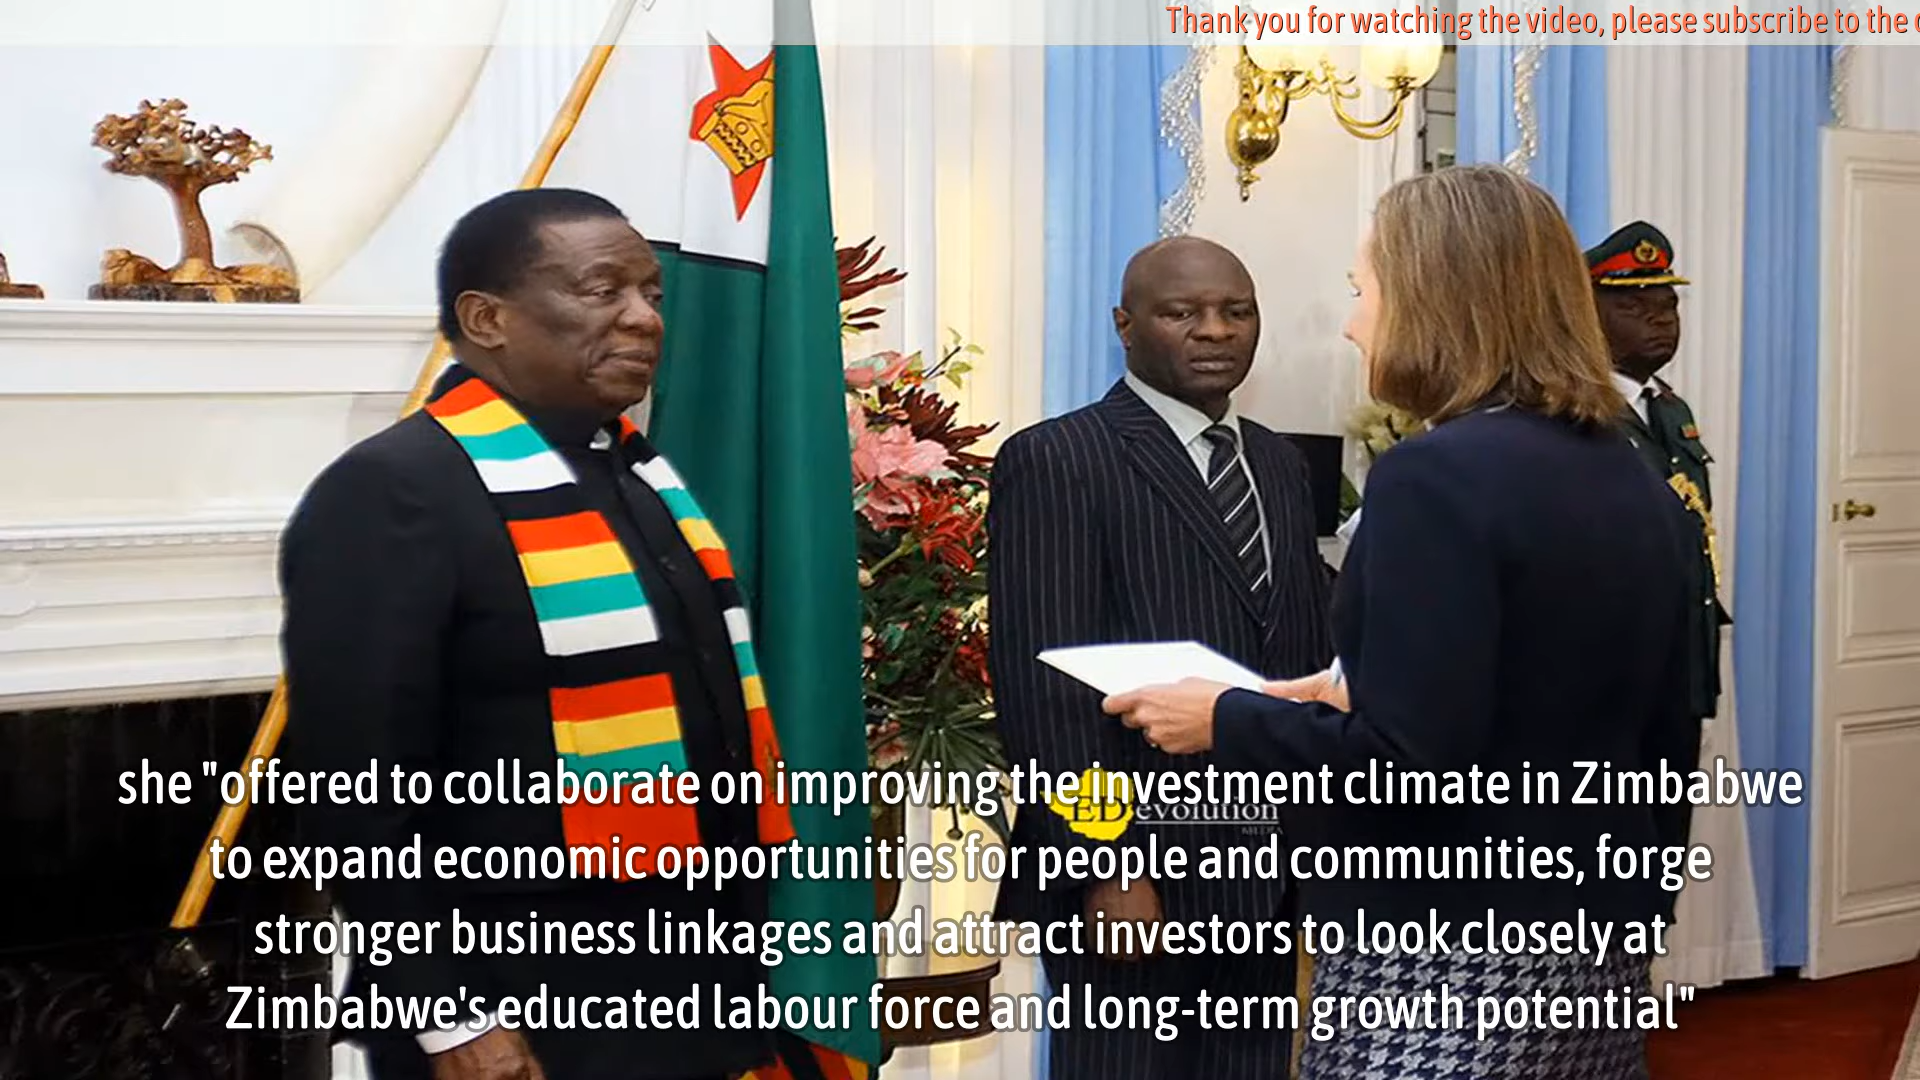 Thank you for watching the video, please subscribe to the
she "offered to collaborate on improving the investment climate in Zimbabwe
to expand economic opportunities for people and communities, forge
stronger business linkages and attract investors to look closely at
Zimbabwe's educated labour force and long-term growth potential"
ED evolution
MEDIA